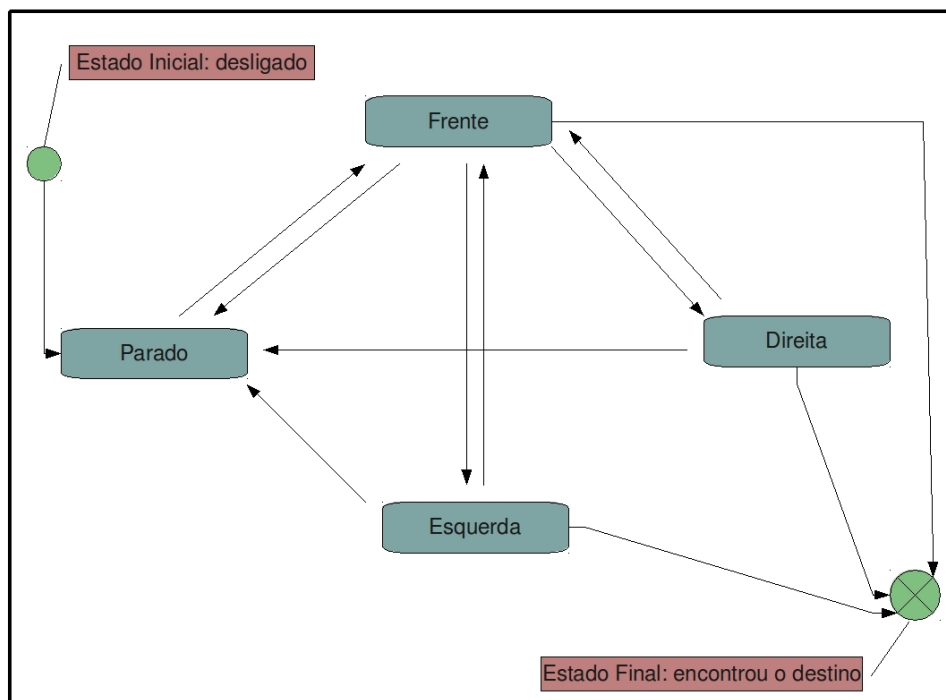 Estado Inicial: desligado
Frente
Parado
Direita
Esquerda
Estado Final: encontrou o destino